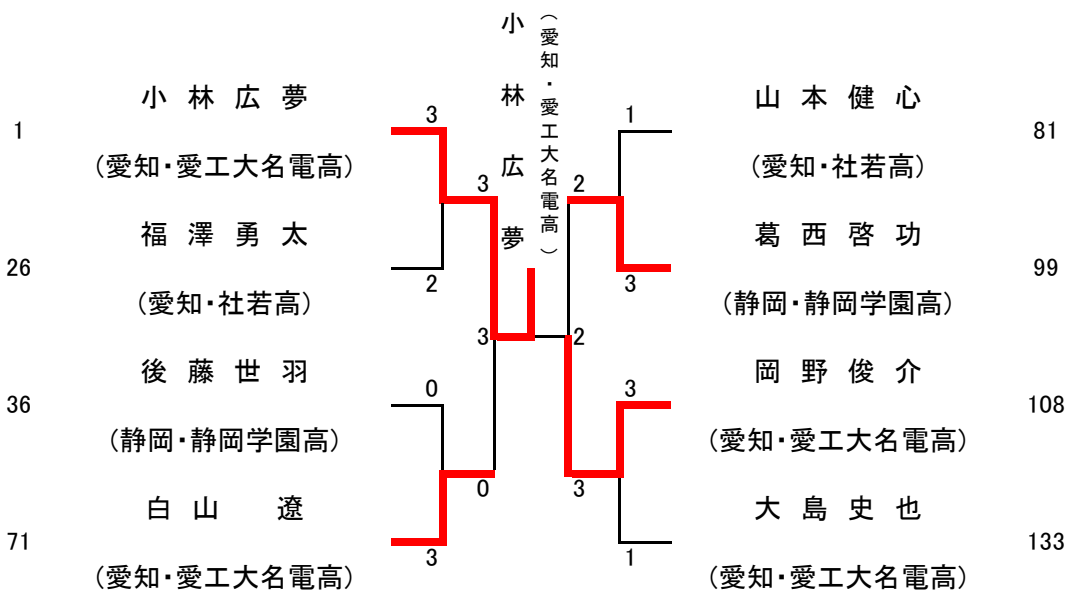 小林広夢
(愛知・愛工大名電高)
小林広夢
3
1
山本健心
1
81
(愛知・愛工大名電高)
(愛知・社若高)
3
2
福澤勇太
葛西啓功
26
99
2
3
(愛知・社若高)
(静岡・静岡学園高)
3
2
後藤世羽
岡野俊介
0
3
36
108
(静岡・静岡学園高)
(愛知・愛工大名電高)
0
3
白山 遼
大島史也
71
133
3
1
(愛知・愛工大名電高)
(愛知・愛工大名電高)